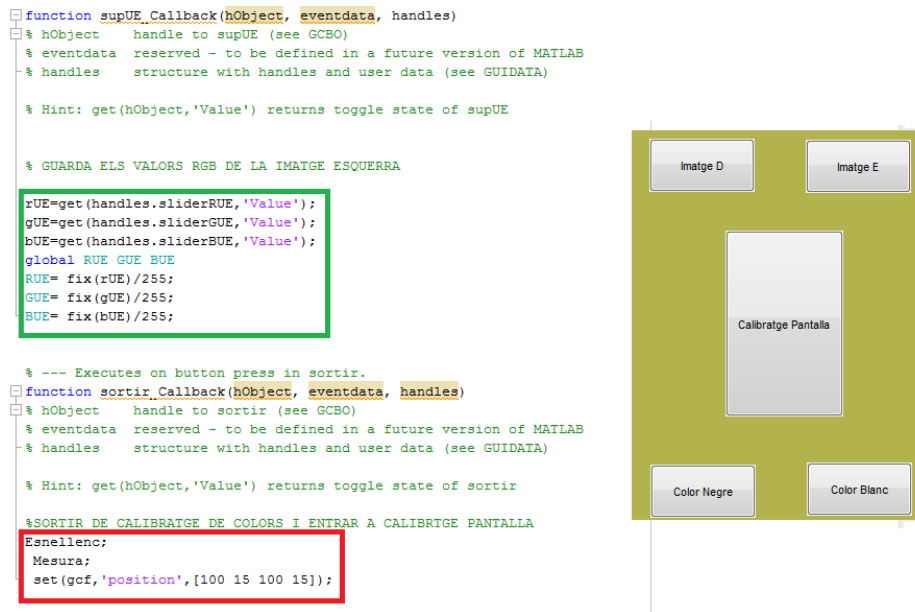 function supUE_Callback(hObject, eventdata, handles)
% hObject    handle to supUE (see GCBO)
% eventdata  reserved - to be defined in a future version of MATLAB
% handles    structure with handles and user data (see GUIDATA)
% Hint: get(hObject,'Value') returns toggle state of supUE
% GUARDA ELS VALORS RGB DE LA IMATGE ESQUERRA
rUE=get(handles.sliderRUE,'Value');
gUE=get(handles.sliderGUE,'Value');
bUE=get(handles.sliderBUE,'Value');
global RUE GUE BUE
RUE= fix(rUE)/255;
GUE= fix(gUE)/255;
BUE= fix(bUE)/255;
% --- Executes on button press in sortir.
function sortir_Callback(hObject, eventdata, handles)
% hObject    handle to sortir (see GCBO)
% eventdata  reserved - to be defined in a future version of MATLAB
% handles    structure with handles and user data (see GUIDATA)
% Hint: get(hObject,'Value') returns toggle state of sortir
%SORTIR DE CALIBRATGE DE COLORS I ENTRAR A CALIBRTGE PANTALLA
Esnellenc;
Mesura;
set(gcf,'position',[100 15 100 15]);
Imatge D
Imatge E
Calibratge Pantalla
Color Negre
Color Blanc